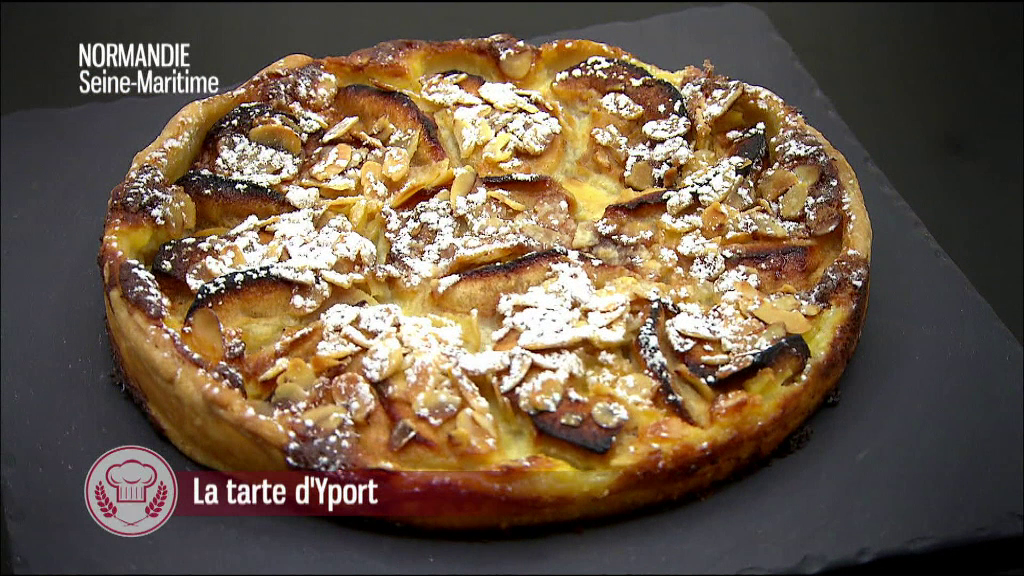 NORMANDIE
Seine-Maritime
La tarte d'Yport